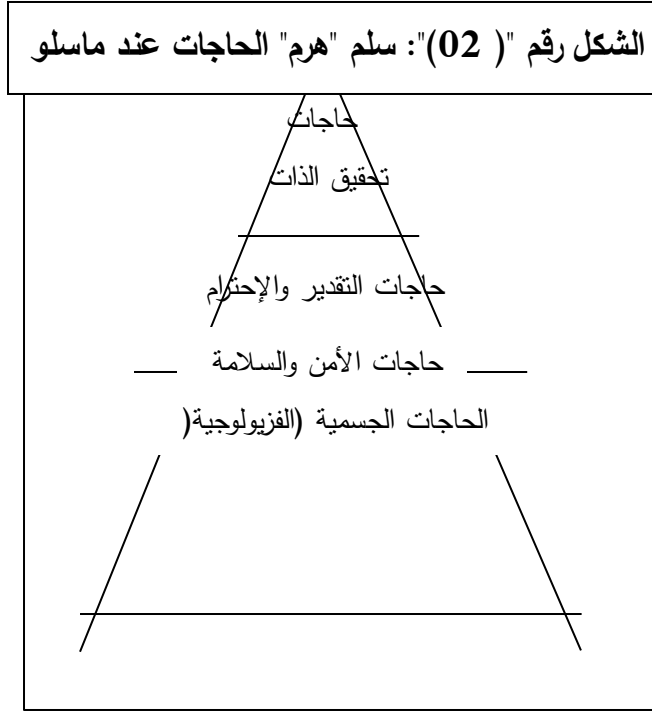 الشكل رقم "( 02)": سلم "هرم" الحاجات عند ماسلو
حاجات
تحقيق الذات
حاجات التقدير والإحترام
حاجات الأمن والسلامة
الحاجات الجسمية (الفزيولوجية(